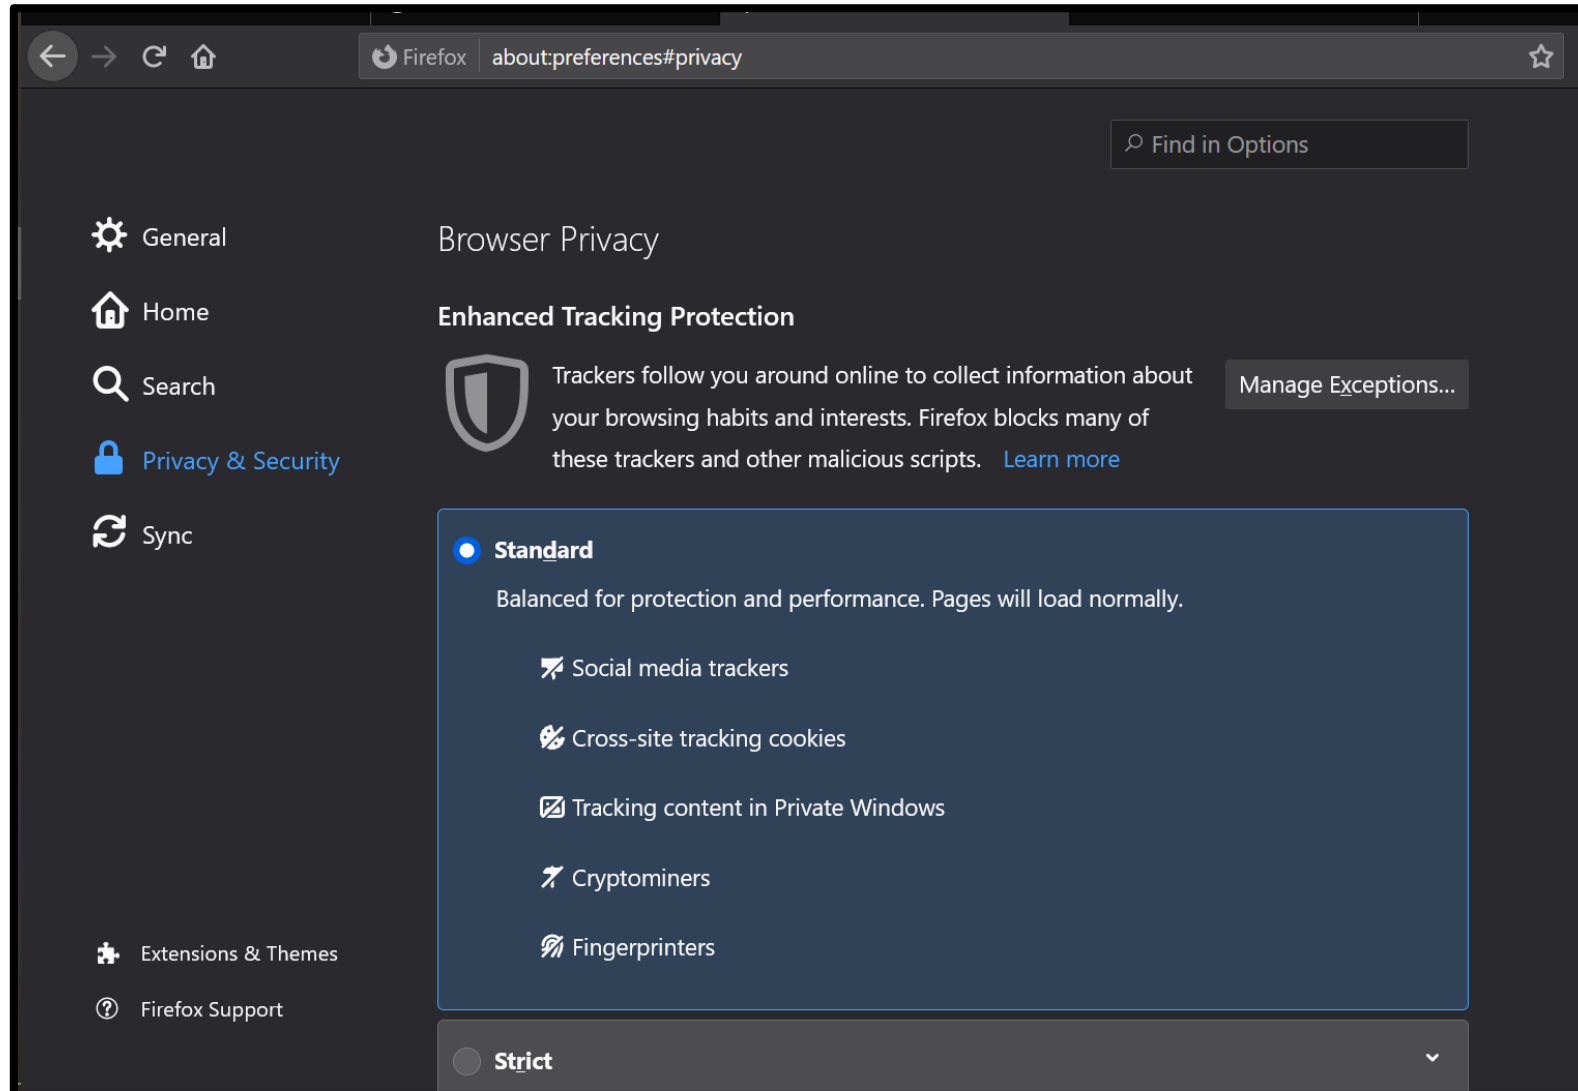 Firefox about:preferences#privacy
Find in Options
General
Home
Search
Privacy & Security
Sync
Extensions & Themes
Firefox Support
Browser Privacy
Enhanced Tracking Protection
Trackers follow you around online to collect information about
your browsing habits and interests. Firefox blocks many of
these trackers and other malicious scripts. Learn more
Manage Exceptions...
Standard
Balanced for protection and performance. Pages will load normally.
Social media trackers
Cross-site tracking cookies
Tracking content in Private Windows
Cryptominers
Fingerprinters
Strict